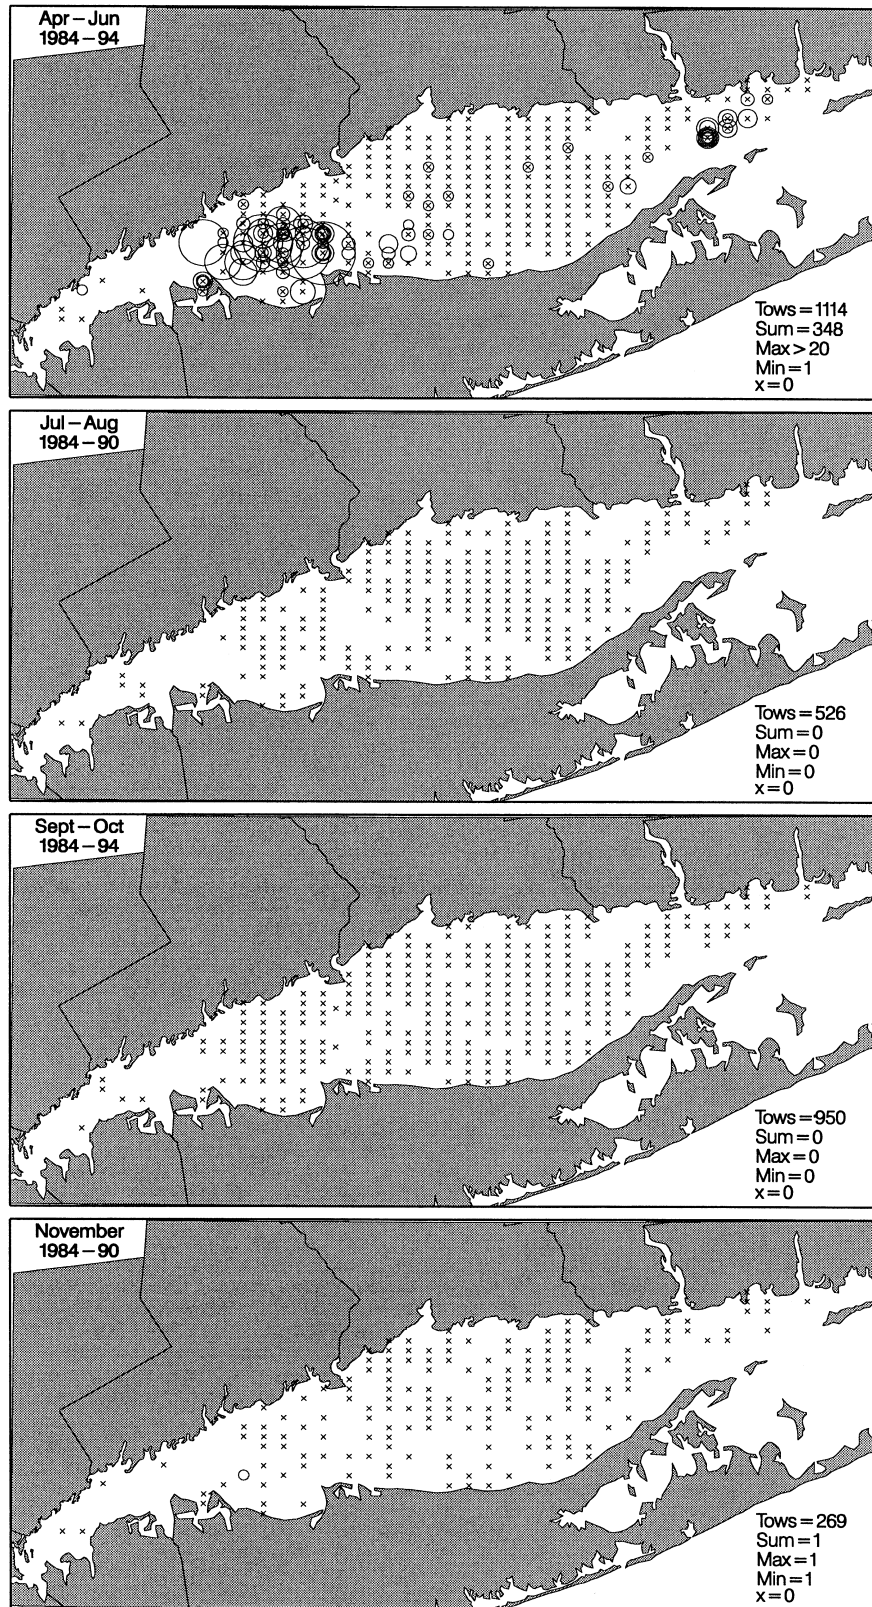 Apr–Jun
1984–94
Tows=1114
Sum=348
Max>20
Min=1
x=0
Jul–Aug
1984–90
Tows=526
Sum=0
Max=0
Min=0
x=0
Sept–Oct
1984–94
Tows=950
Sum=0
Max=0
Min=0
x=0
November
1984–90
Tows=269
Sum=1
Max=1
Min=1
x=0